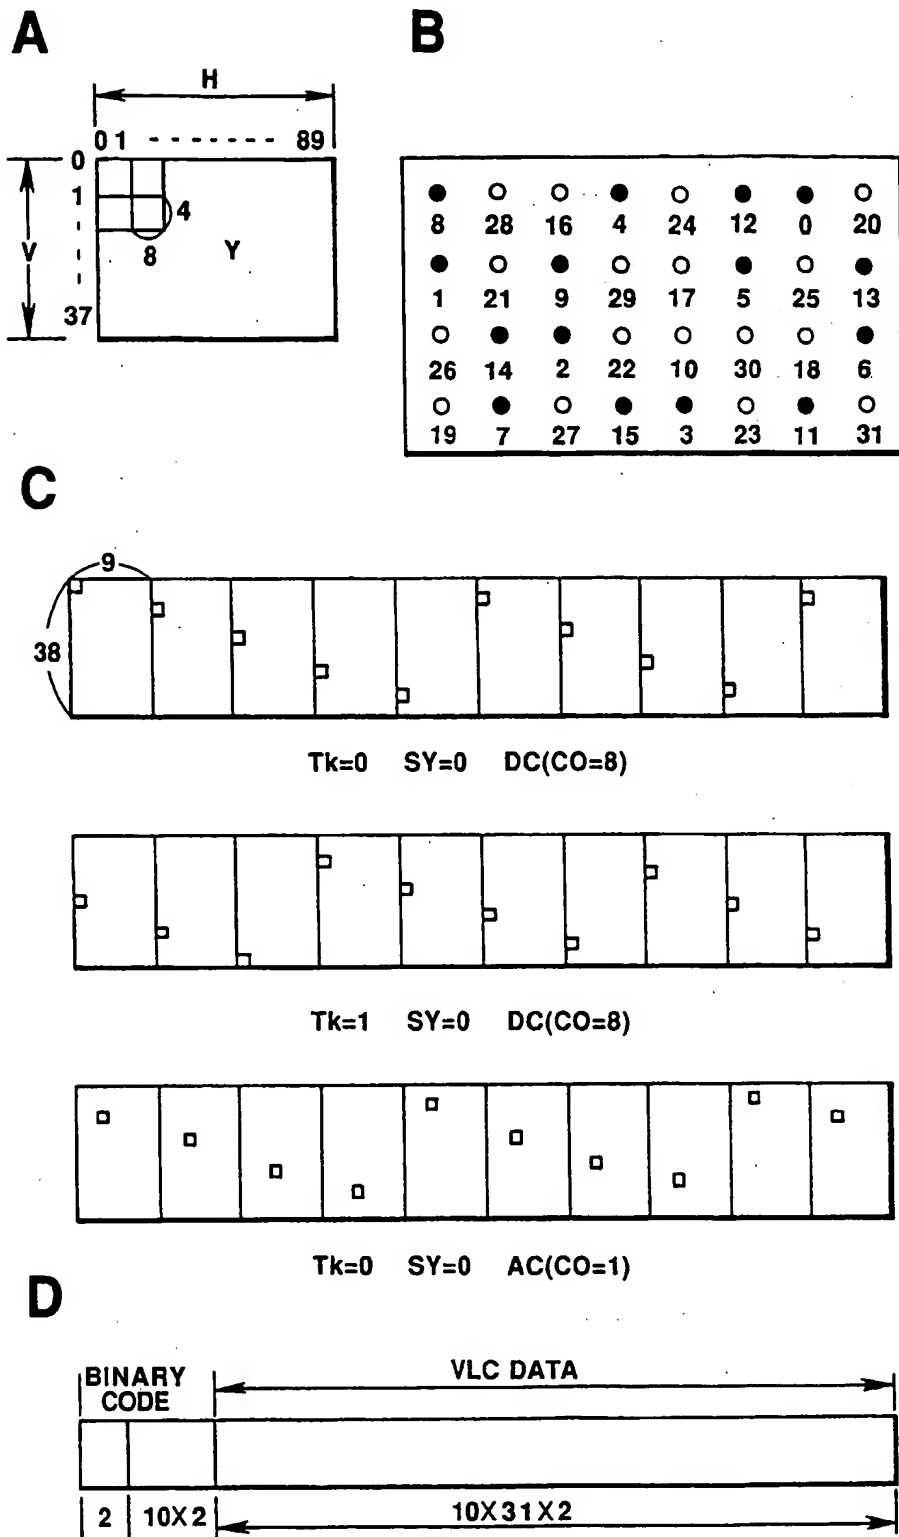 A
B
H
0 1 - - - - - - - 89
0
1
4
V
8
Y
37
8 28 16 4 24 12 0 20
1 21 9 29 17 5 25 13
26 14 2 22 10 30 18 6
19 7 27 15 3 23 11 31
C
9
38
Tk=0 SY=0 DC(CO=8)
Tk=1 SY=0 DC(CO=8)
Tk=0 SY=0 AC(CO=1)
D
BINARY
CODE
VLC DATA
2 10X2 10X31X2